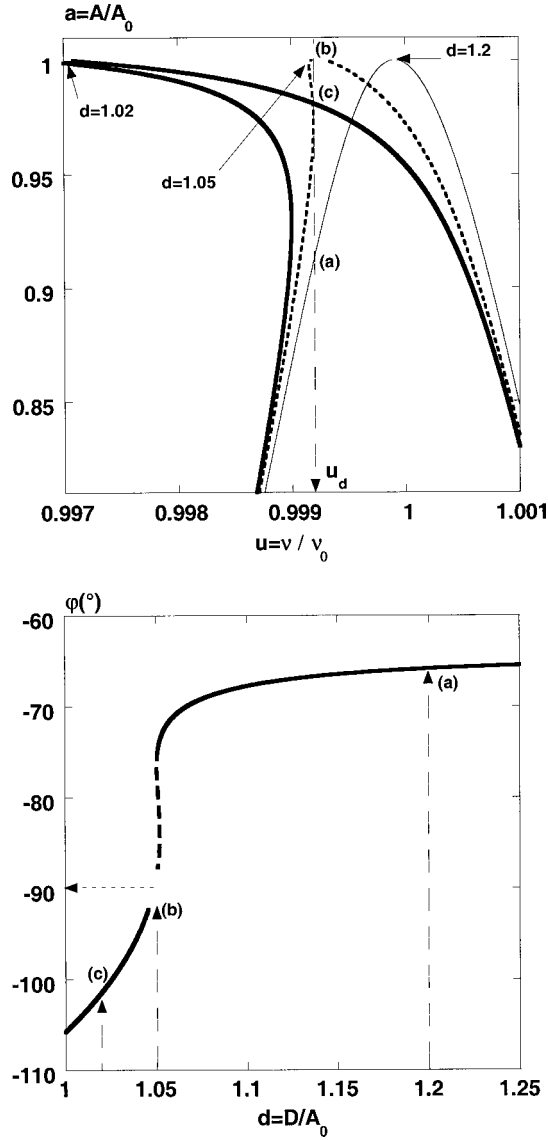 a=A/A₀
1
0.95
0.9
0.85
d=1.02
d=1.05
(b)
(c)
(a)
d=1.2
u_d
0.997
0.998
0.999
1
1.001
u=ν / ν₀
φ(°)
-60
-70
-80
-90
-100
-110
(a)
(b)
(c)
1
1.05
1.1
1.15
1.2
1.25
d=D/A₀